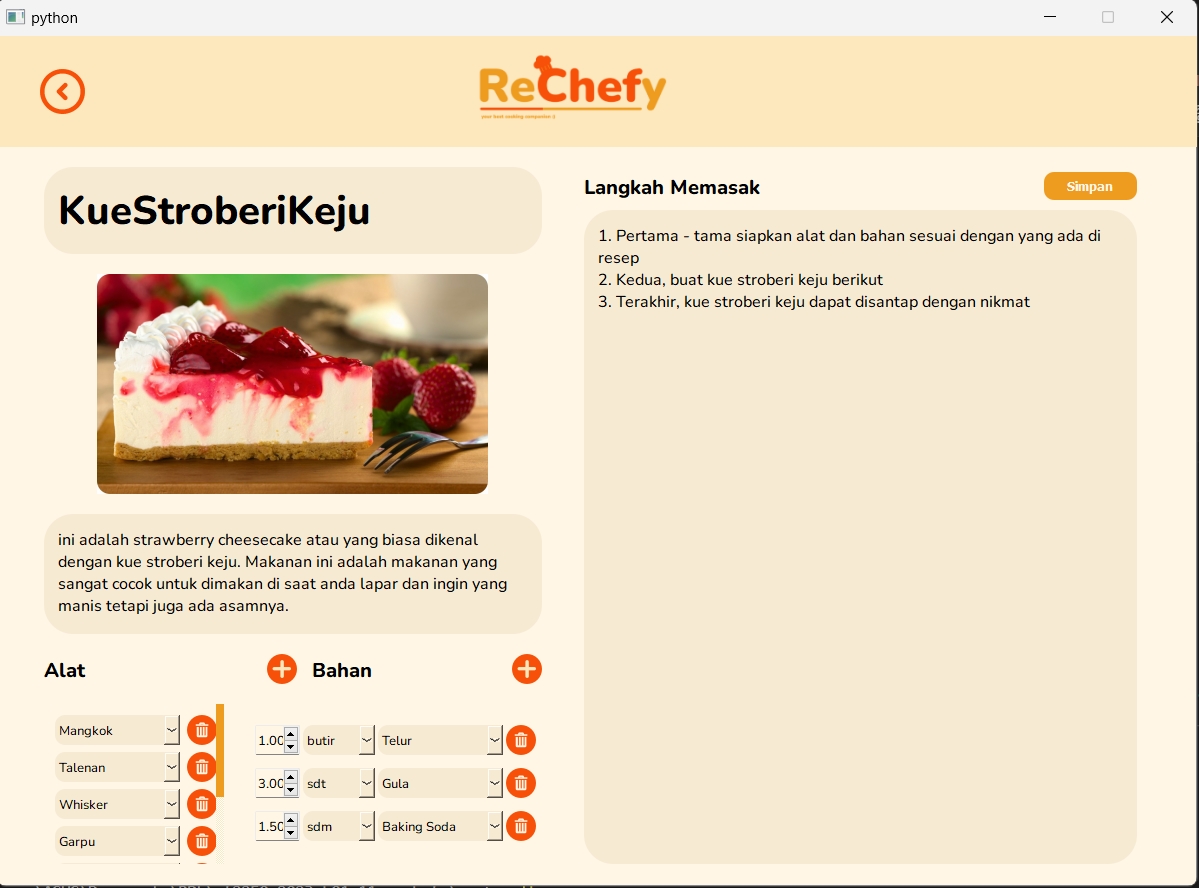 python
ReChefy
your best cooking companion :)
KueStroberiKeju
ini adalah strawberry cheesecake atau yang biasa dikenal
dengan kue stroberi keju. Makanan ini adalah makanan yang
sangat cocok untuk dimakan di saat anda lapar dan ingin yang
manis tetapi juga ada asamnya.
Alat
Mangkok
Talenan
Whisker
Garpu
Bahan
1.00 butir Telur
3.00 sdt Gula
1.50 sdm Baking Soda
Langkah Memasak
Simpan
1. Pertama - tama siapkan alat dan bahan sesuai dengan yang ada di
resep
2. Kedua, buat kue stroberi keju berikut
3. Terakhir, kue stroberi keju dapat disantap dengan nikmat